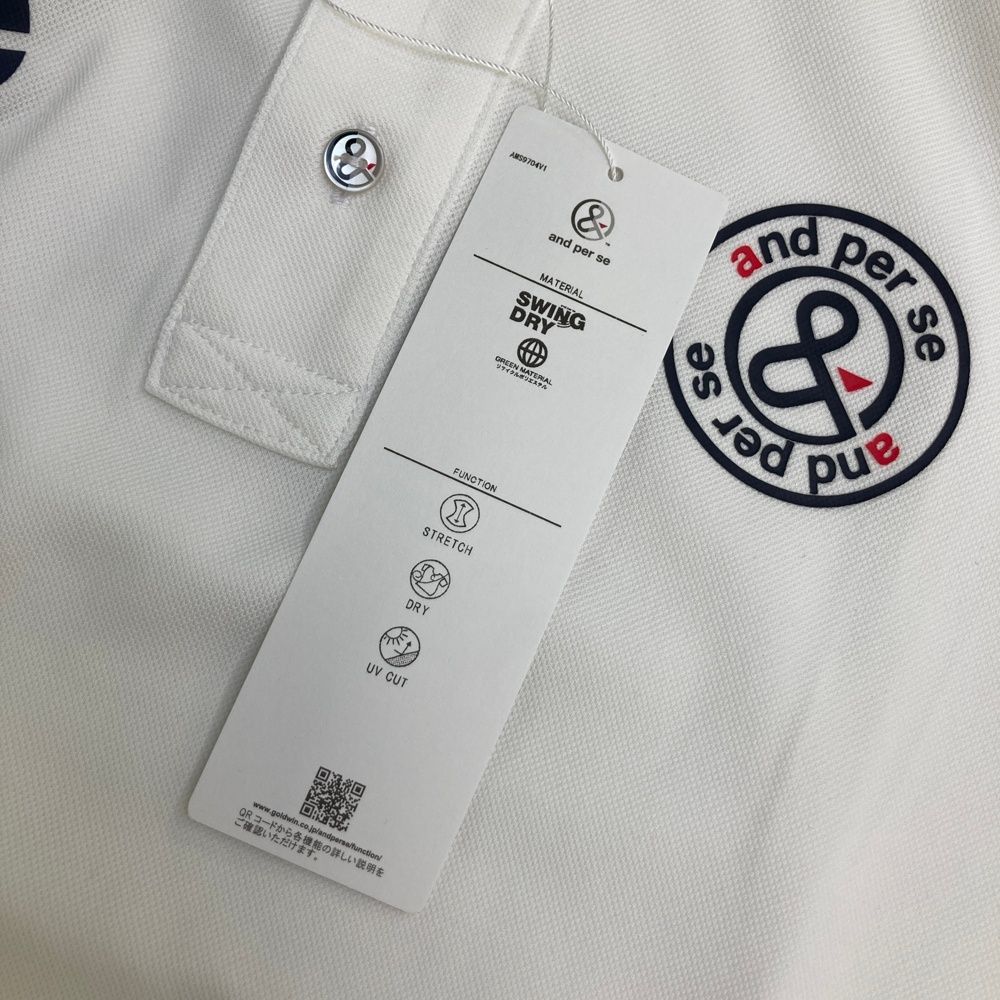 AMS9704V1
and per se
MATERIAL
SWING
DRY
GREEN MATERIAL
リサイクルポリエステル
FUNCTION
STRETCH
DRY
UV CUT
www.goldwin.co.jp/andperse/function/
QRコードから各機能の詳しい説明を
ご確認いただけます。
and per se
and per se